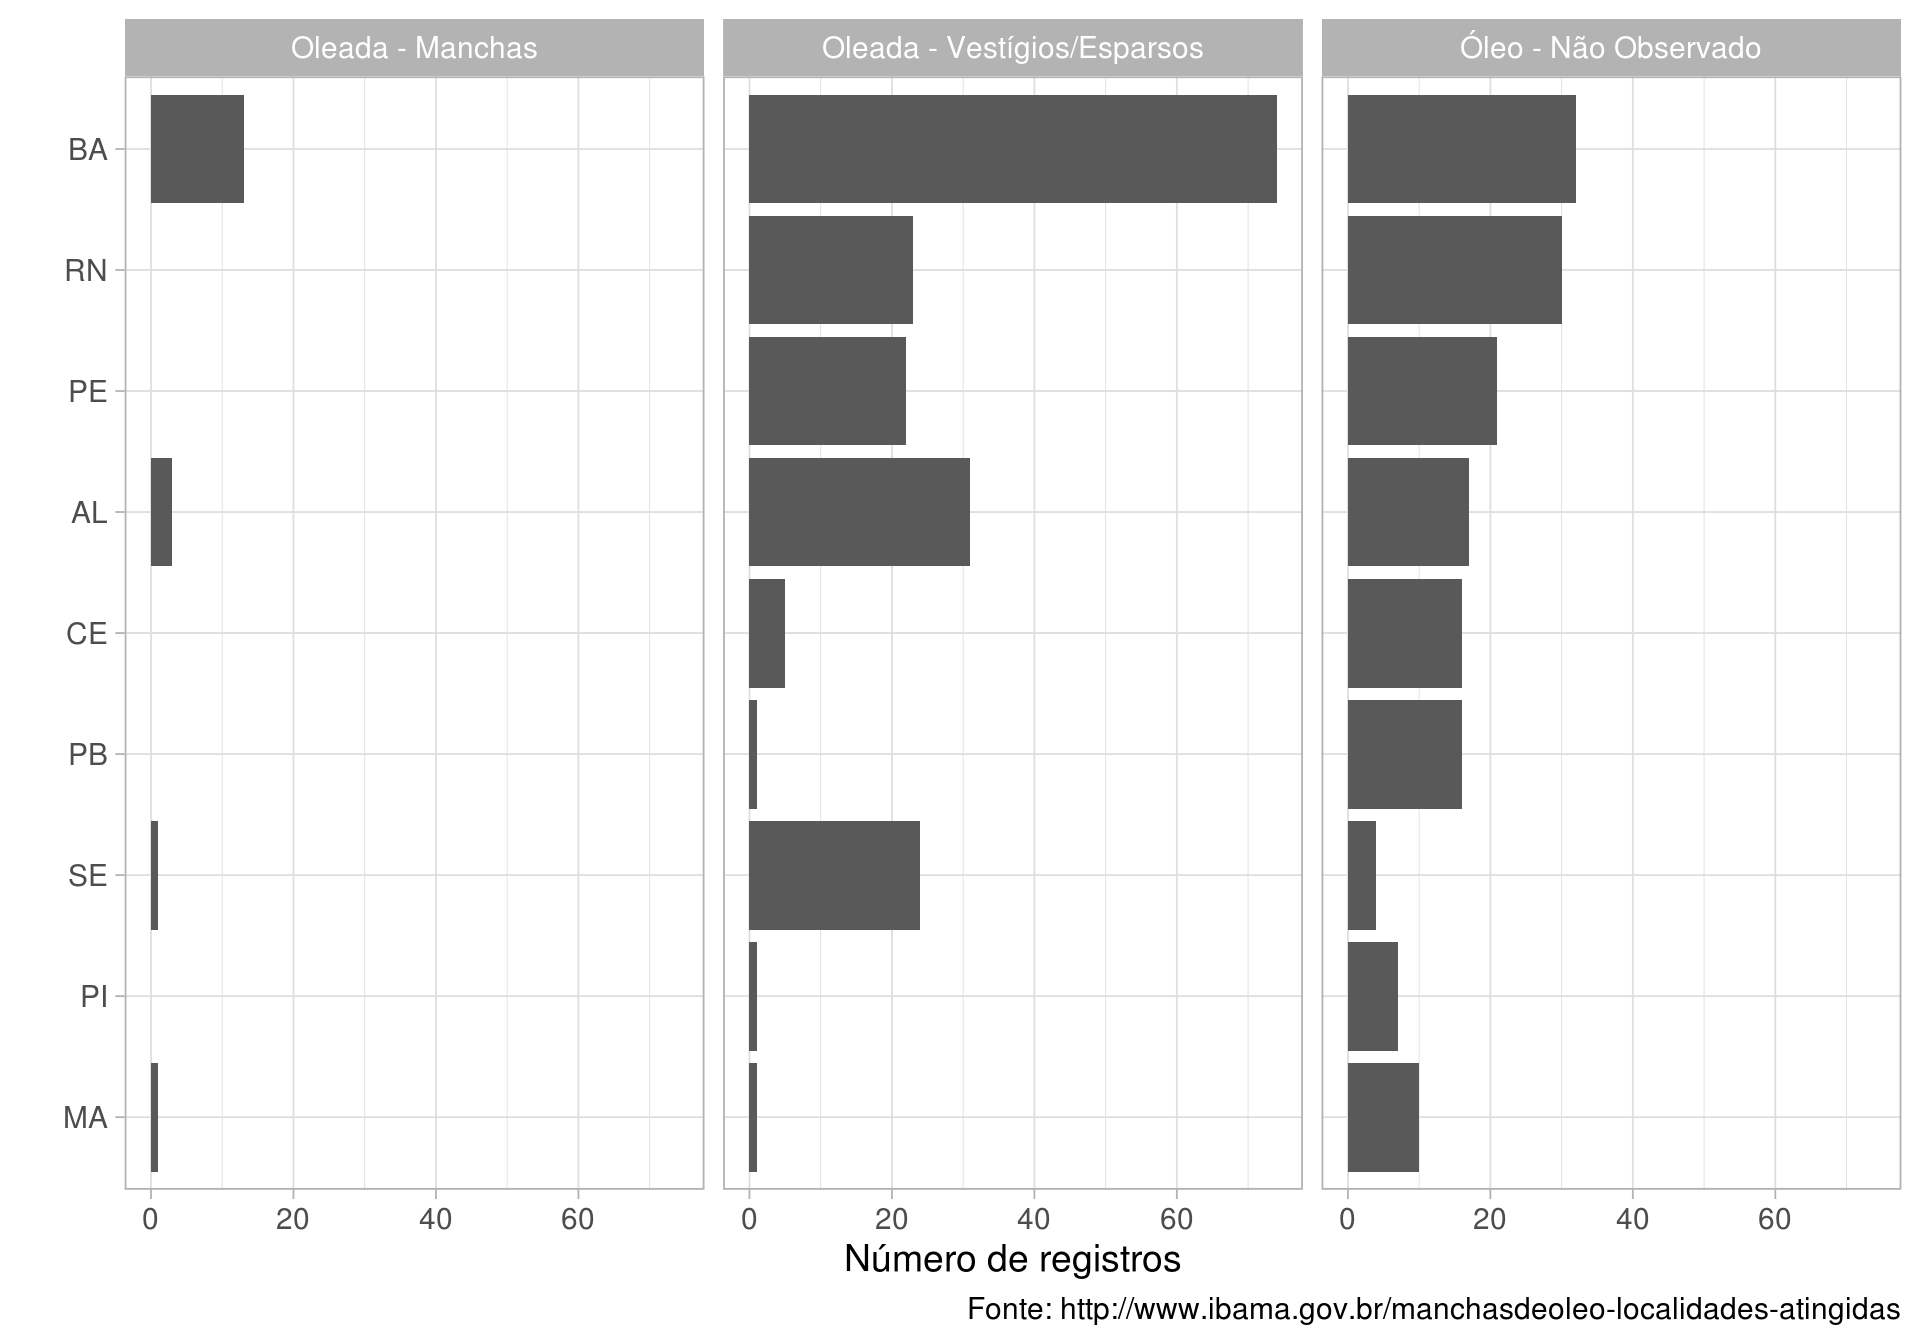 Oleada - Manchas
Oleada - Vestígios/Esparsos
Óleo - Não Observado
BA
RN
PE
AL
CE
PB
SE
PI
MA
0 20 40 60
0 20 40 60
0 20 40 60
Número de registros
Fonte: http://www.ibama.gov.br/manchasdeoleo-localidades-atingidas